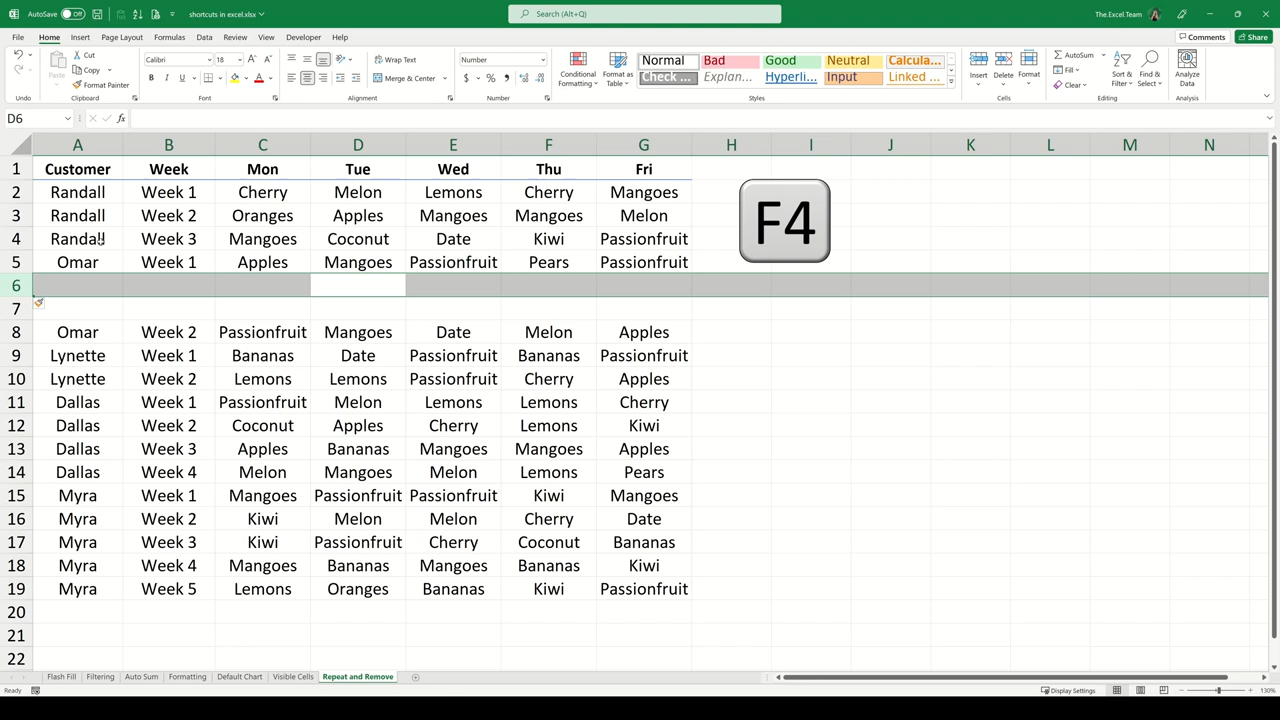 AutoSave Off shortcuts in excel.xlsx Search (Alt+Q) The.Excel.Team
File Home Insert Page Layout Formulas Data Review View Developer Help Comments Share
Cut Calibri 18 Wrap Text Number Normal Bad Good Neutral Calcula... AutoSum
Paste Copy Conditional Format as Insert Delete Format Fill Sort & Find & Analyze
Format Painter B I U Merge & Center $ % Formatting Table Check ... Explan... Hyperli... Input Linked ... Clear Filter Select Data
Undo Clipboard Font Alignment Number Styles Cells Editing Analysis
D6 fx
A B C D E F G H I J K L M N
1 Customer Week Mon Tue Wed Thu Fri
2 Randall Week 1 Cherry Melon Lemons Cherry Mangoes
3 Randall Week 2 Oranges Apples Mangoes Mangoes Melon
F4
4 Randall Week 3 Mangoes Coconut Date Kiwi Passionfruit
5 Omar Week 1 Apples Mangoes Passionfruit Pears Passionfruit
6
7
8 Omar Week 2 Passionfruit Mangoes Date Melon Apples
9 Lynette Week 1 Bananas Date Passionfruit Bananas Passionfruit
10 Lynette Week 2 Lemons Lemons Passionfruit Cherry Apples
11 Dallas Week 1 Passionfruit Melon Lemons Lemons Cherry
12 Dallas Week 2 Coconut Apples Cherry Lemons Kiwi
13 Dallas Week 3 Apples Bananas Mangoes Mangoes Apples
14 Dallas Week 4 Melon Mangoes Melon Lemons Pears
15 Myra Week 1 Mangoes Passionfruit Passionfruit Kiwi Mangoes
16 Myra Week 2 Kiwi Melon Melon Cherry Date
17 Myra Week 3 Kiwi Passionfruit Cherry Coconut Bananas
18 Myra Week 4 Mangoes Bananas Mangoes Bananas Kiwi
19 Myra Week 5 Lemons Oranges Bananas Kiwi Passionfruit
20
21
22
Flash Fill Filtering Auto Sum Formatting Default Chart Visible Cells Repeat and Remove
Ready Display Settings 130%